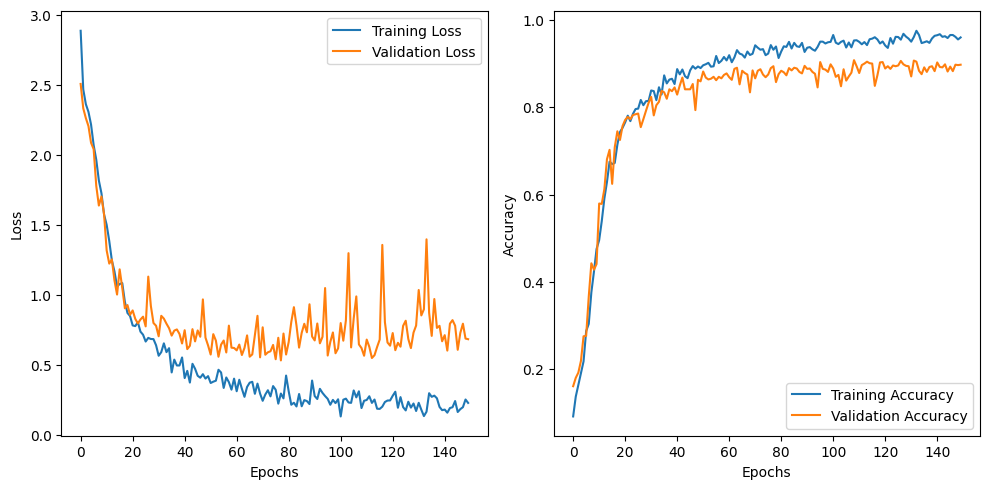 Training Loss
Validation Loss
Loss
3.0
2.5
2.0
1.5
1.0
0.5
0.0
0 20 40 60 80 100 120 140
Epochs
Accuracy
1.0
0.8
0.6
0.4
0.2
Training Accuracy
Validation Accuracy
0 20 40 60 80 100 120 140
Epochs